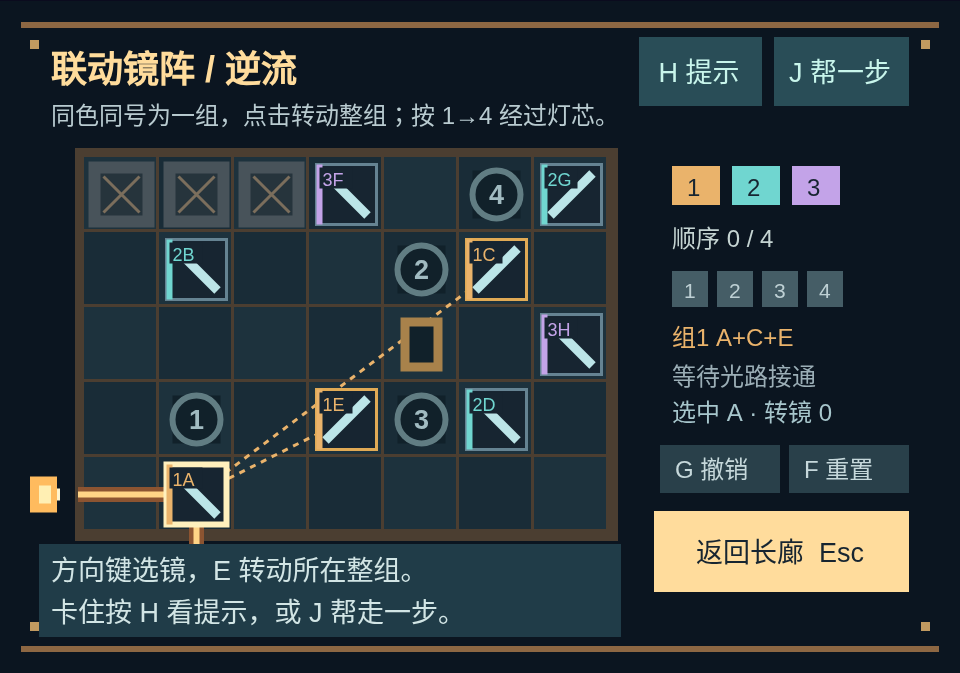 联动镜阵 / 逆流
H 提示
J 帮一步
同色同号为一组，点击转动整组；按 1→4 经过灯芯。
3F
4
2G
2B
2
1C
3H
1
1E
3
2D
1A
1 2 3
顺序 0 / 4
1 2 3 4
组1 A+C+E
等待光路接通
选中 A · 转镜 0
G 撤销
F 重置
返回长廊 Esc
方向键选镜，E 转动所在整组。
卡住按 H 看提示，或 J 帮走一步。